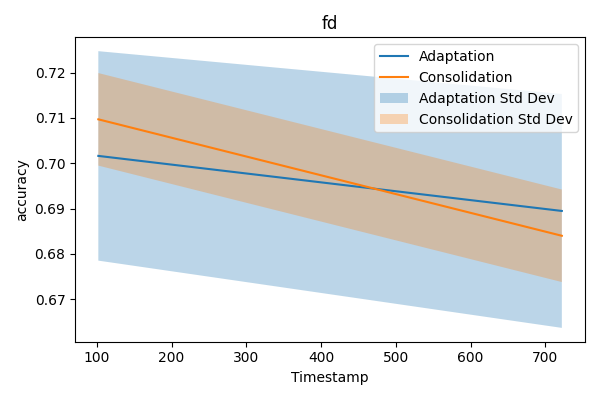 fd
Adaptation
Consolidation
Adaptation Std Dev
Consolidation Std Dev
accuracy
0.72
0.71
0.70
0.69
0.68
0.67
100 200 300 400 500 600 700
Timestamp